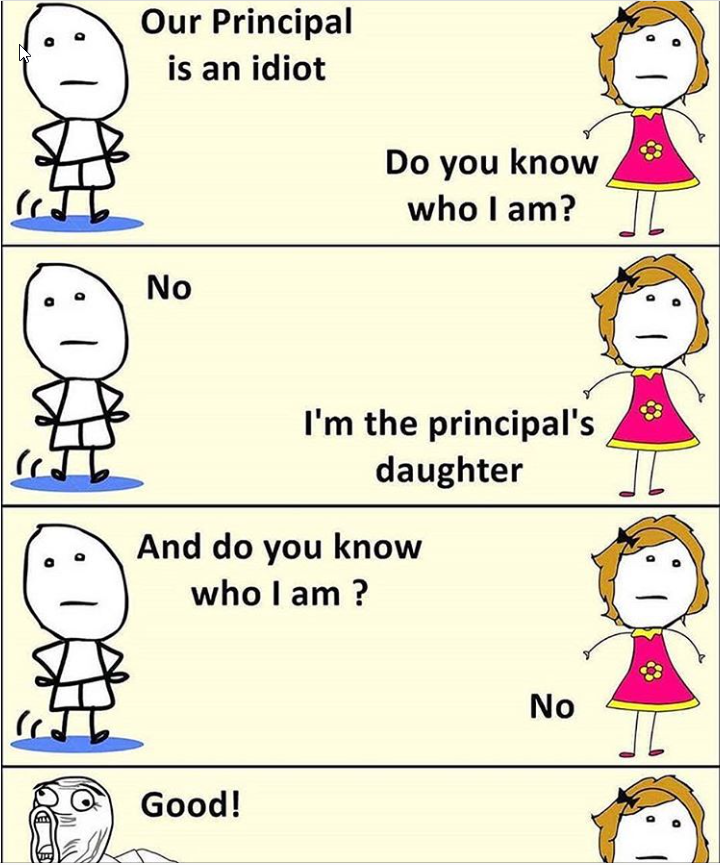 Our Principal
is an idiot
Do you know
who I am?
No
I'm the principal's
daughter
And do you know
who I am ?
No
Good!